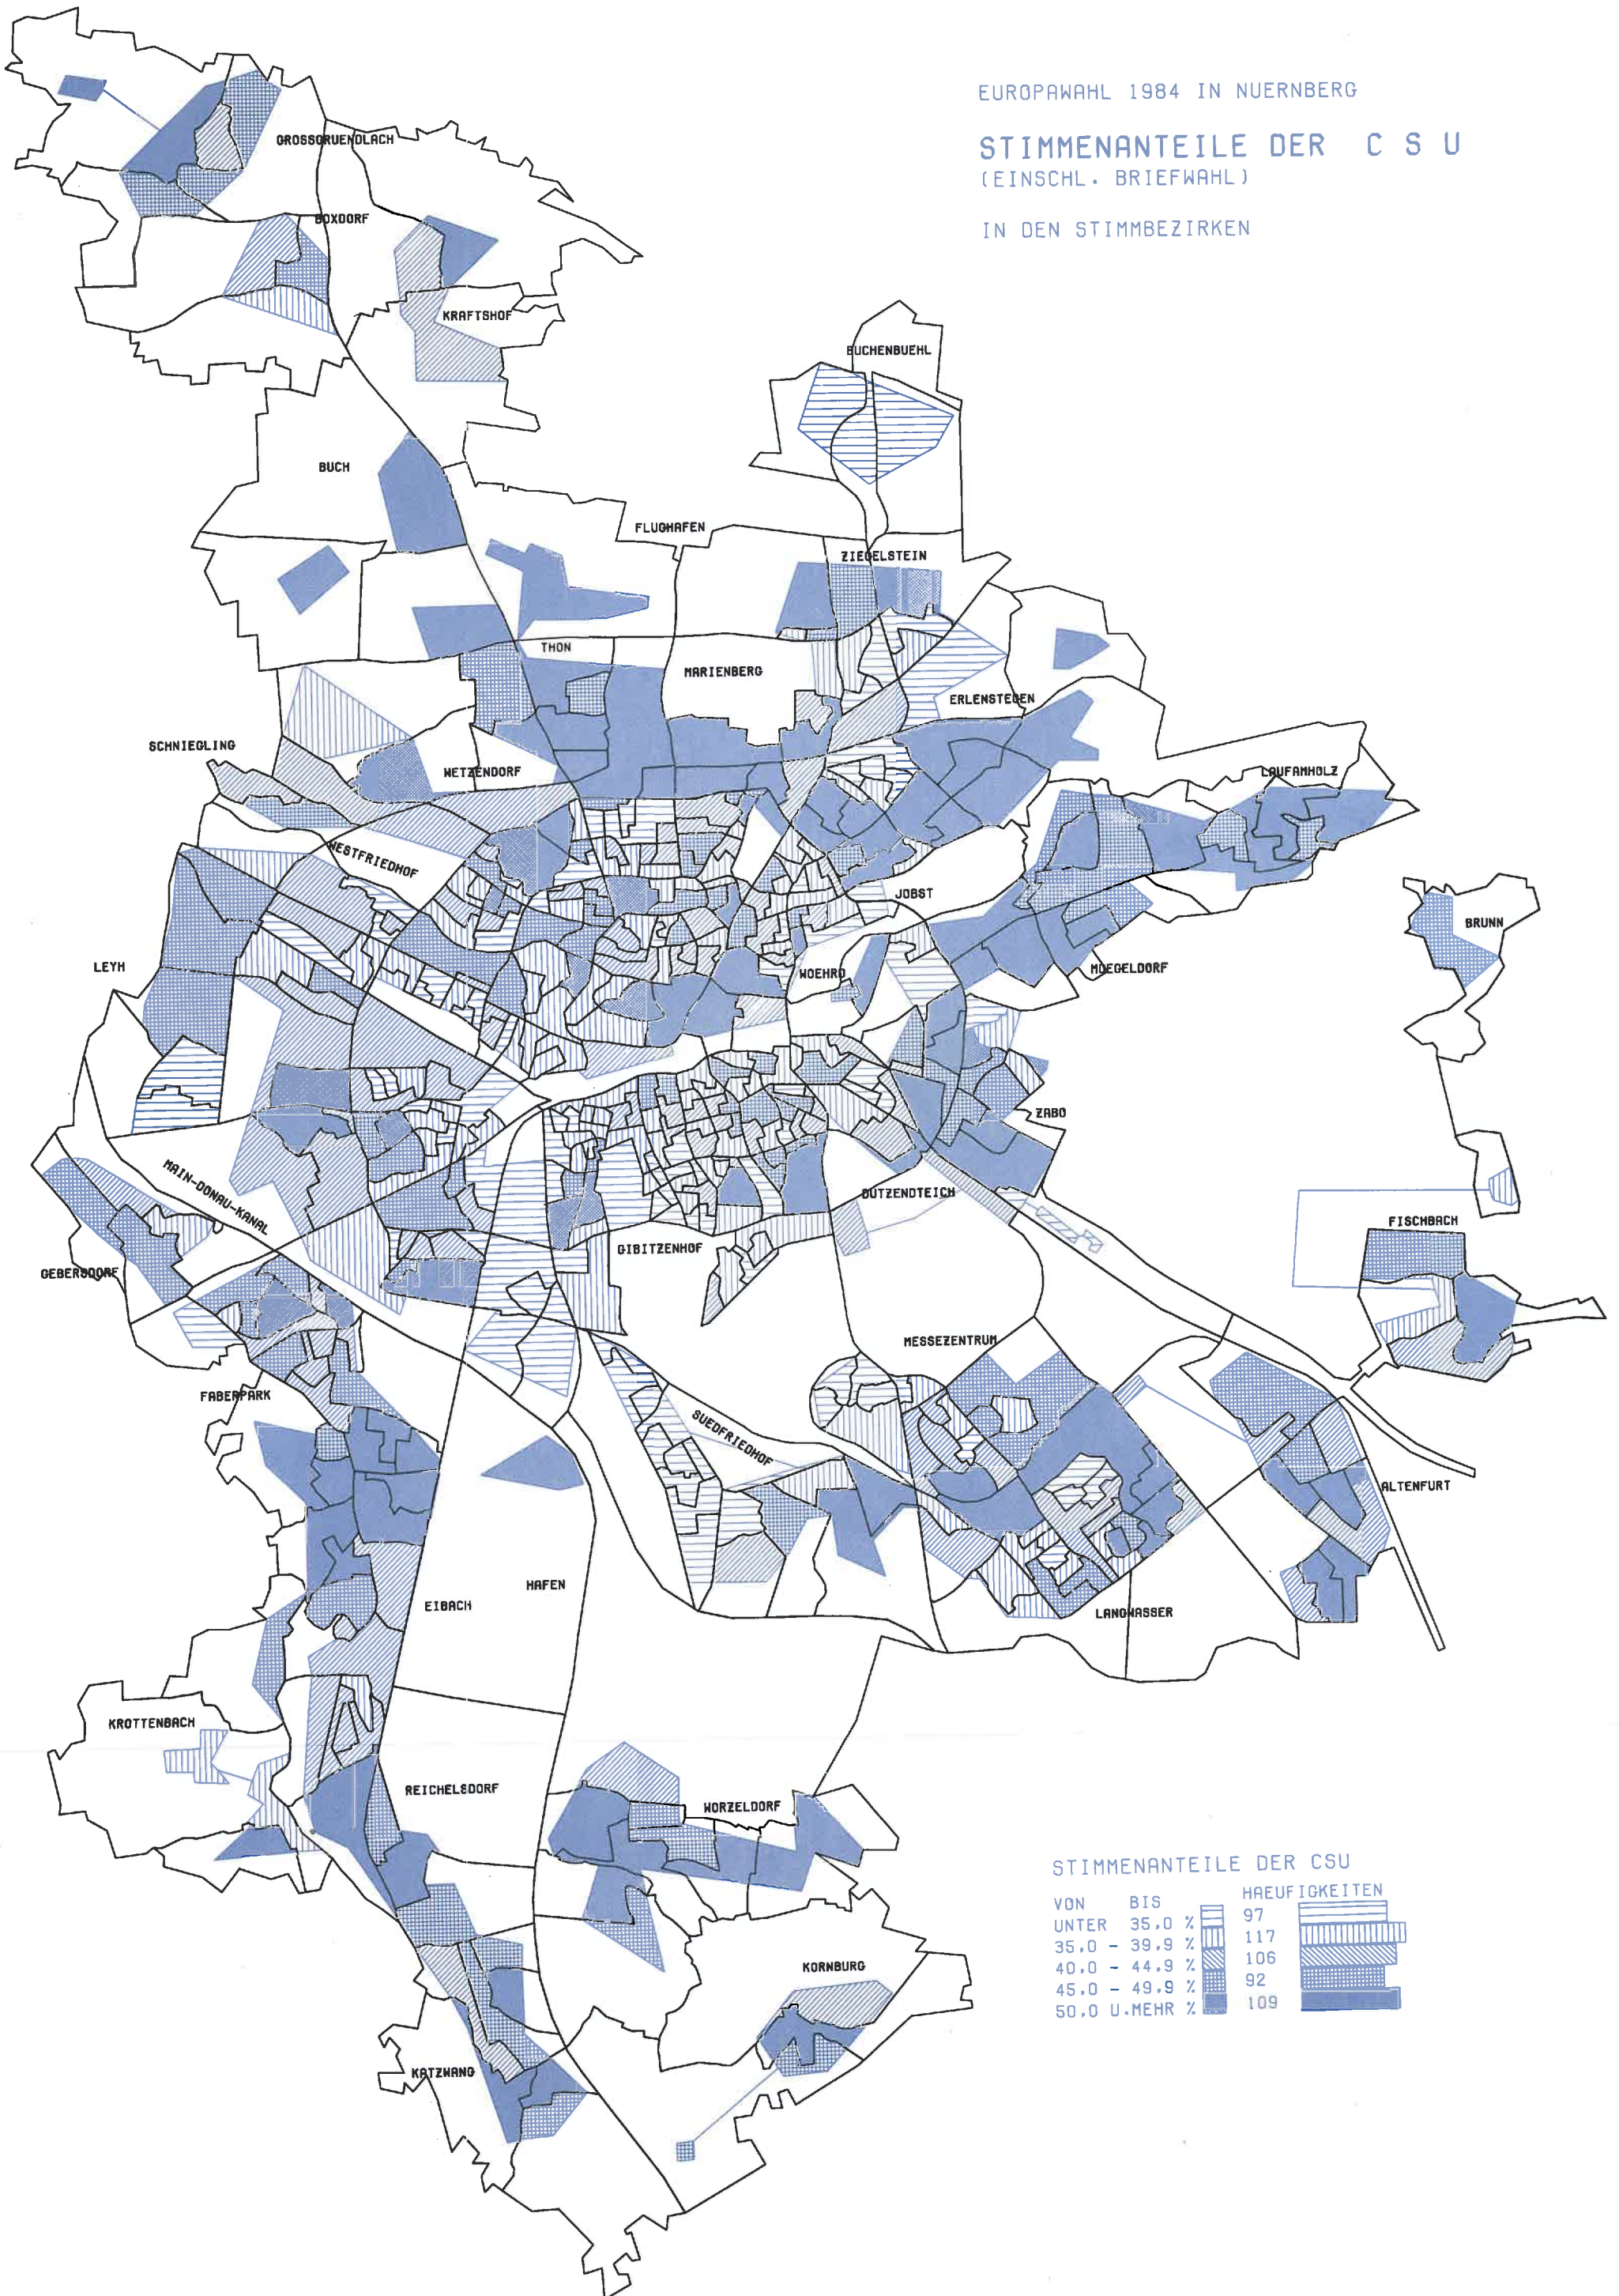 EUROPAWAHL 1984 IN NUERNBERG
STIMMENANTEILE DER C S U
(EINSCHL. BRIEFWAHL)
IN DEN STIMMBEZIRKEN
GROSSGRUENDLACH
BOXDORF
KRAFTSHOF
BUCHENBUEHL
BUCH
FLUGHAFEN
ZIEGELSTEIN
THON
MARIENBERG
ERLENSTEGEN
SCHNIEGLING
WETZENDORF
LAUFAMHOLZ
WESTFRIEDHOF
JOBST
BRUNN
LEYH
WOEHRD
MOEGELDORF
ZABO
MAIN-DONAU-KANAL
DUTZENDTEICH
FISCHBACH
GIBITZENHOF
GEBERSDORF
MESSEZENTRUM
FABERPARK
SUEDFRIEDHOF
ALTENFURT
HAFEN
EIBACH
LANGWASSER
KROTTENBACH
REICHELSDORF
WORZELDORF
STIMMENANTEILE DER CSU
VON BIS HAEUFIGKEITEN
UNTER 35,0 % 97
35,0 - 39,9 % 117
40,0 - 44,9 % 106
45,0 - 49,9 % 92
50,0 U.MEHR % 109
KORNBURG
KATZWANG